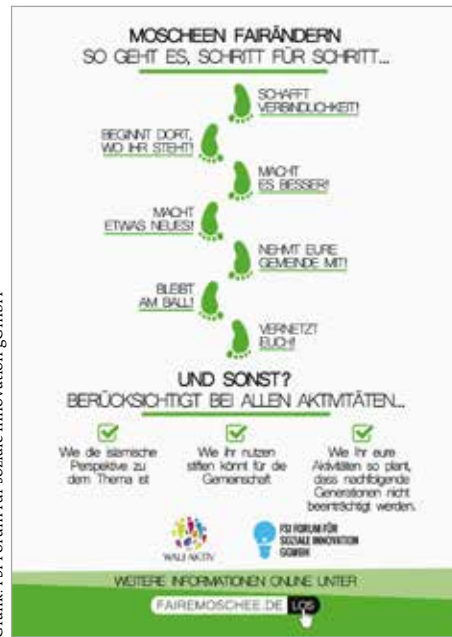 MOSCHEEN FAIRÄNDERN
SO GEHT ES, SCHRITT FÜR SCHRITT...
SCHAFFT
VERBINDLICHKEIT!
BEGINNT DORT,
WO IHR STEHT!
MACHT
ES BESSER!
MACHT
ETWAS NEUES!
NEHMT EURE
GEMEINDE MIT!
BLEIBT
AM BALL!
VERNETZT
EUCH!
UND SONST?
BERÜCKSICHTIGT BEI ALLEN AKTIVITÄTEN...
Wie die islamische
Perspektive zu
dem Thema ist
Wie ihr nutzen
stiften könnt für die
Gemeinschaft
Wie Ihr eure
Aktivitäten so plant,
dass nachfolgende
Generationen nicht
beeinträchtigt werden.
WALI AKTIV
FSI FORUM FÜR
SOZIALE INNOVATION
GGMBH
WEITERE INFORMATIONEN ONLINE UNTER
FAIREMOSCHEE.DE LOS
Grafik: FSI Forum für soziale Innovation gGmbH